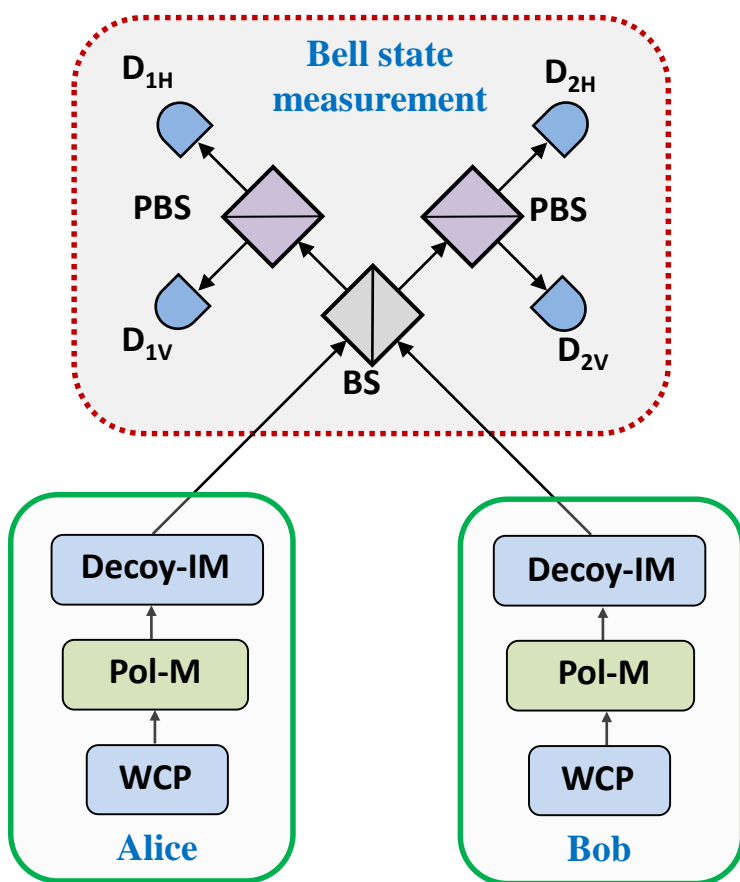 Bell state
measurement
D1H
D2H
PBS
PBS
D1V
D2V
BS
Decoy-IM
Pol-M
WCP
Alice
Decoy-IM
Pol-M
WCP
Bob